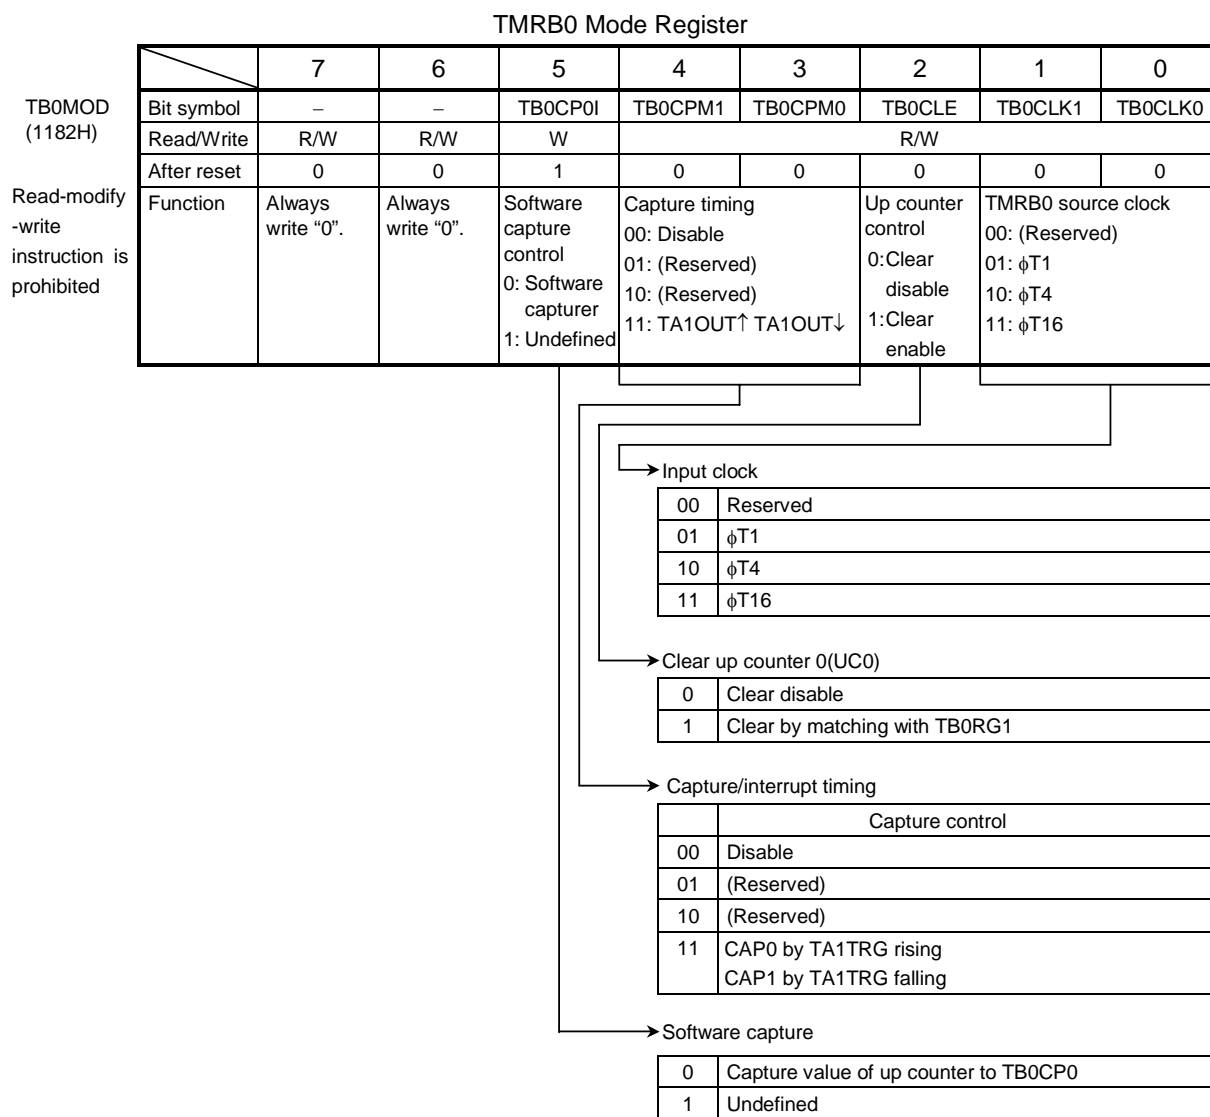 TMRB0 Mode Register
7 6 5 4 3 2 1 0
TB0MOD
(1182H)
Bit symbol – – TB0CP0I TB0CPM1 TB0CPM0 TB0CLE TB0CLK1 TB0CLK0
Read/Write R/W R/W W R/W
After reset 0 0 1 0 0 0 0 0
Read-modify
-write
instruction is
prohibited
Function
Always
write “0”.
Always
write “0”.
Software
capture
control
0: Software
capturer
1: Undefined
Capture timing
00: Disable
01: (Reserved)
10: (Reserved)
11: TA1OUT↑ TA1OUT↓
Up counter
control
0:Clear
disable
1:Clear
enable
TMRB0 source clock
00: (Reserved)
01: ϕT1
10: ϕT4
11: ϕT16
Input clock
00 Reserved
01 ϕT1
10 ϕT4
11 ϕT16
Clear up counter 0(UC0)
0 Clear disable
1 Clear by matching with TB0RG1
Capture/interrupt timing
Capture control
00 Disable
01 (Reserved)
10 (Reserved)
11 CAP0 by TA1TRG rising
CAP1 by TA1TRG falling
Software capture
0 Capture value of up counter to TB0CP0
1 Undefined